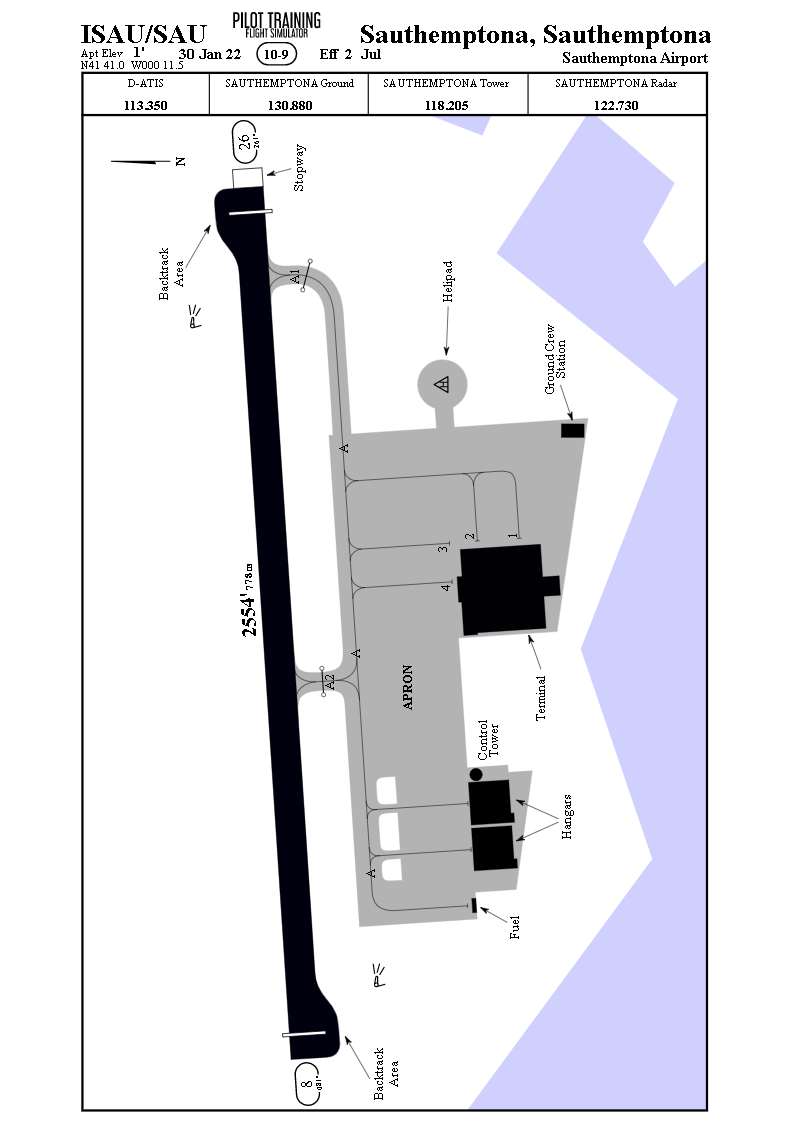 ISAU/SAU
PILOT TRAINING
FLIGHT SIMULATOR
Sauthemptona, Sauthemptona
Apt Elev 1'
30 Jan 22
10-9
Eff 2 Jul
N41 41.0 W000 11.5
Sauthemptona Airport
D-ATIS
113.350
SAUTHEMPTONA Ground
130.880
SAUTHEMPTONA Tower
118.205
SAUTHEMPTONA Radar
122.730
26
261°
N
Stopway
Backtrack
Area
A1
Helipad
H
Ground Crew
Station
A
1
2
3
4
2554' 778m
A
A2
APRON
Terminal
Control
Tower
Hangars
A
Fuel
Backtrack
Area
8
081°